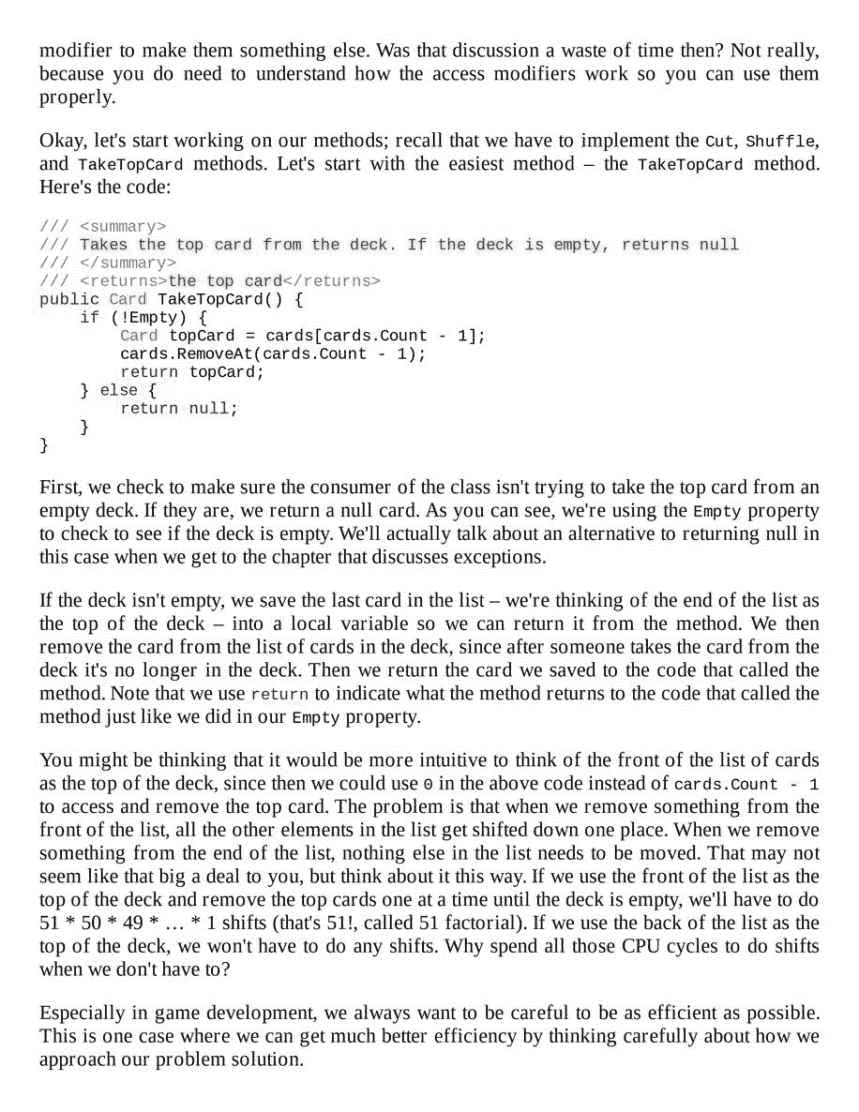 modifier to make them something else. Was that discussion a waste of time then? Not really,
because you do need to understand how the access modifiers work so you can use them
properly.
Okay, let's start working on our methods; recall that we have to implement the Cut, Shuffle,
and TakeTopCard methods. Let's start with the easiest method – the TakeTopCard method.
Here's the code:
/// <summary>
/// Takes the top card from the deck. If the deck is empty, returns null
/// </summary>
/// <returns>the top card</returns>
public Card TakeTopCard() {
    if (!Empty) {
        Card topCard = cards[cards.Count - 1];
        cards.RemoveAt(cards.Count - 1);
        return topCard;
    } else {
        return null;
    }
}
First, we check to make sure the consumer of the class isn't trying to take the top card from an
empty deck. If they are, we return a null card. As you can see, we're using the Empty property
to check to see if the deck is empty. We'll actually talk about an alternative to returning null in
this case when we get to the chapter that discusses exceptions.
If the deck isn't empty, we save the last card in the list – we're thinking of the end of the list as
the top of the deck – into a local variable so we can return it from the method. We then
remove the card from the list of cards in the deck, since after someone takes the card from the
deck it's no longer in the deck. Then we return the card we saved to the code that called the
method. Note that we use return to indicate what the method returns to the code that called the
method just like we did in our Empty property.
You might be thinking that it would be more intuitive to think of the front of the list of cards
as the top of the deck, since then we could use 0 in the above code instead of cards.Count - 1
to access and remove the top card. The problem is that when we remove something from the
front of the list, all the other elements in the list get shifted down one place. When we remove
something from the end of the list, nothing else in the list needs to be moved. That may not
seem like that big a deal to you, but think about it this way. If we use the front of the list as the
top of the deck and remove the top cards one at a time until the deck is empty, we'll have to do
51 * 50 * 49 * … * 1 shifts (that's 51!, called 51 factorial). If we use the back of the list as the
top of the deck, we won't have to do any shifts. Why spend all those CPU cycles to do shifts
when we don't have to?
Especially in game development, we always want to be careful to be as efficient as possible.
This is one case where we can get much better efficiency by thinking carefully about how we
approach our problem solution.